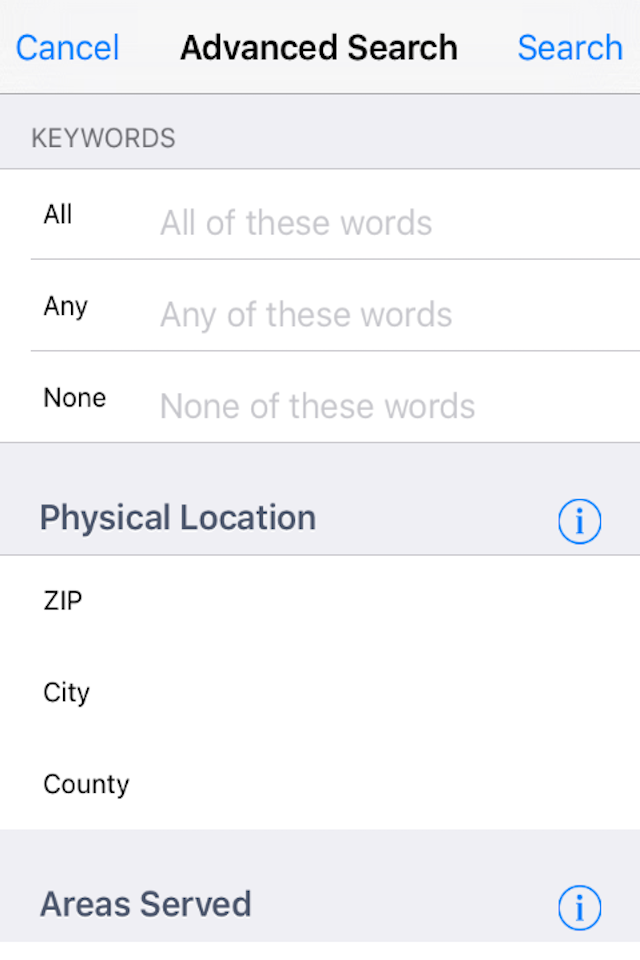 Cancel Advanced Search Search
KEYWORDS
All All of these words
Any Any of these words
None None of these words
Physical Location i
ZIP
City
County
Areas Served i